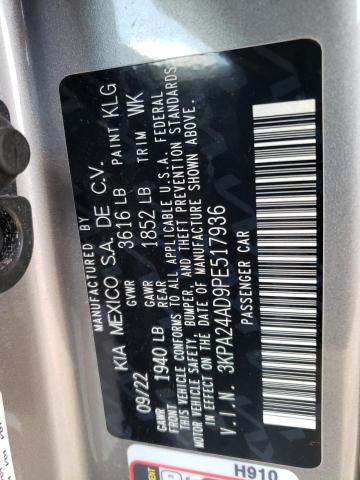 MANUFACTURED BY
KIA MEXICO S.A. DE C.V.
09/22 GVWR 3616 LB PAINT KLG
GAWR FRONT 1940 LB GAWR REAR 1852 LB TRIM WK
THIS VEHICLE CONFORMS TO ALL APPLICABLE U.S.A. FEDERAL
MOTOR VEHICLE SAFETY, BUMPER, AND THEFT PREVENTION STANDARDS
IN EFFECT ON THE DATE OF MANUFACTURE SHOWN ABOVE.
V.I.N. 3KPA24AD9PE517936
PASSENGER CAR
H910